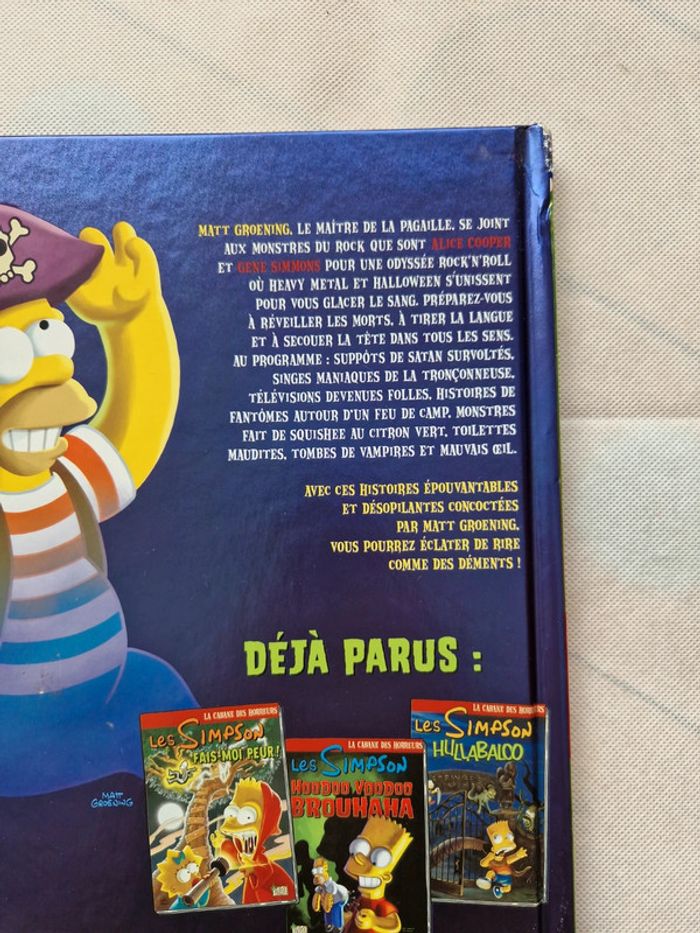 MATT GROENING, LE MAÎTRE DE LA PAGAILLE, SE JOINT
AUX MONSTRES DU ROCK QUE SONT ALICE COOPER
ET GENE SIMMONS POUR UNE ODYSSÉE ROCK'N'ROLL
OÙ HEAVY METAL ET HALLOWEEN S'UNISSENT
POUR VOUS GLACER LE SANG. PRÉPAREZ-VOUS
À RÉVEILLER LES MORTS, À TIRER LA LANGUE
ET À SECOUER LA TÊTE DANS TOUS LES SENS.
AU PROGRAMME : SUPPÔTS DE SATAN SURVOLTÉS,
SINGES MANIAQUES DE LA TRONÇONNEUSE,
TÉLÉVISIONS DEVENUES FOLLES, HISTOIRES DE
FANTÔMES AUTOUR D'UN FEU DE CAMP, MONSTRES
FAIT DE SQUISHEE AU CITRON VERT, TOILETTES
MAUDITES, TOMBES DE VAMPIRES ET MAUVAIS ŒIL.
AVEC CES HISTOIRES ÉPOUVANTABLES
ET DÉSOPILANTES CONCOCTÉES
PAR MATT GROENING,
VOUS POURREZ ÉCLATER DE RIRE
COMME DES DÉMENTS !
DÉJÀ PARUS :
LA CABANE DES HORREURS
LES SIMPSON
FAIS-MOI PEUR !
LA CABANE DES HORREURS
LES SIMPSON
HOODOO VOODOO
BROUHAHA
LA CABANE DES HORREURS
LES SIMPSON
HULLABALOO
MATT
GROENING